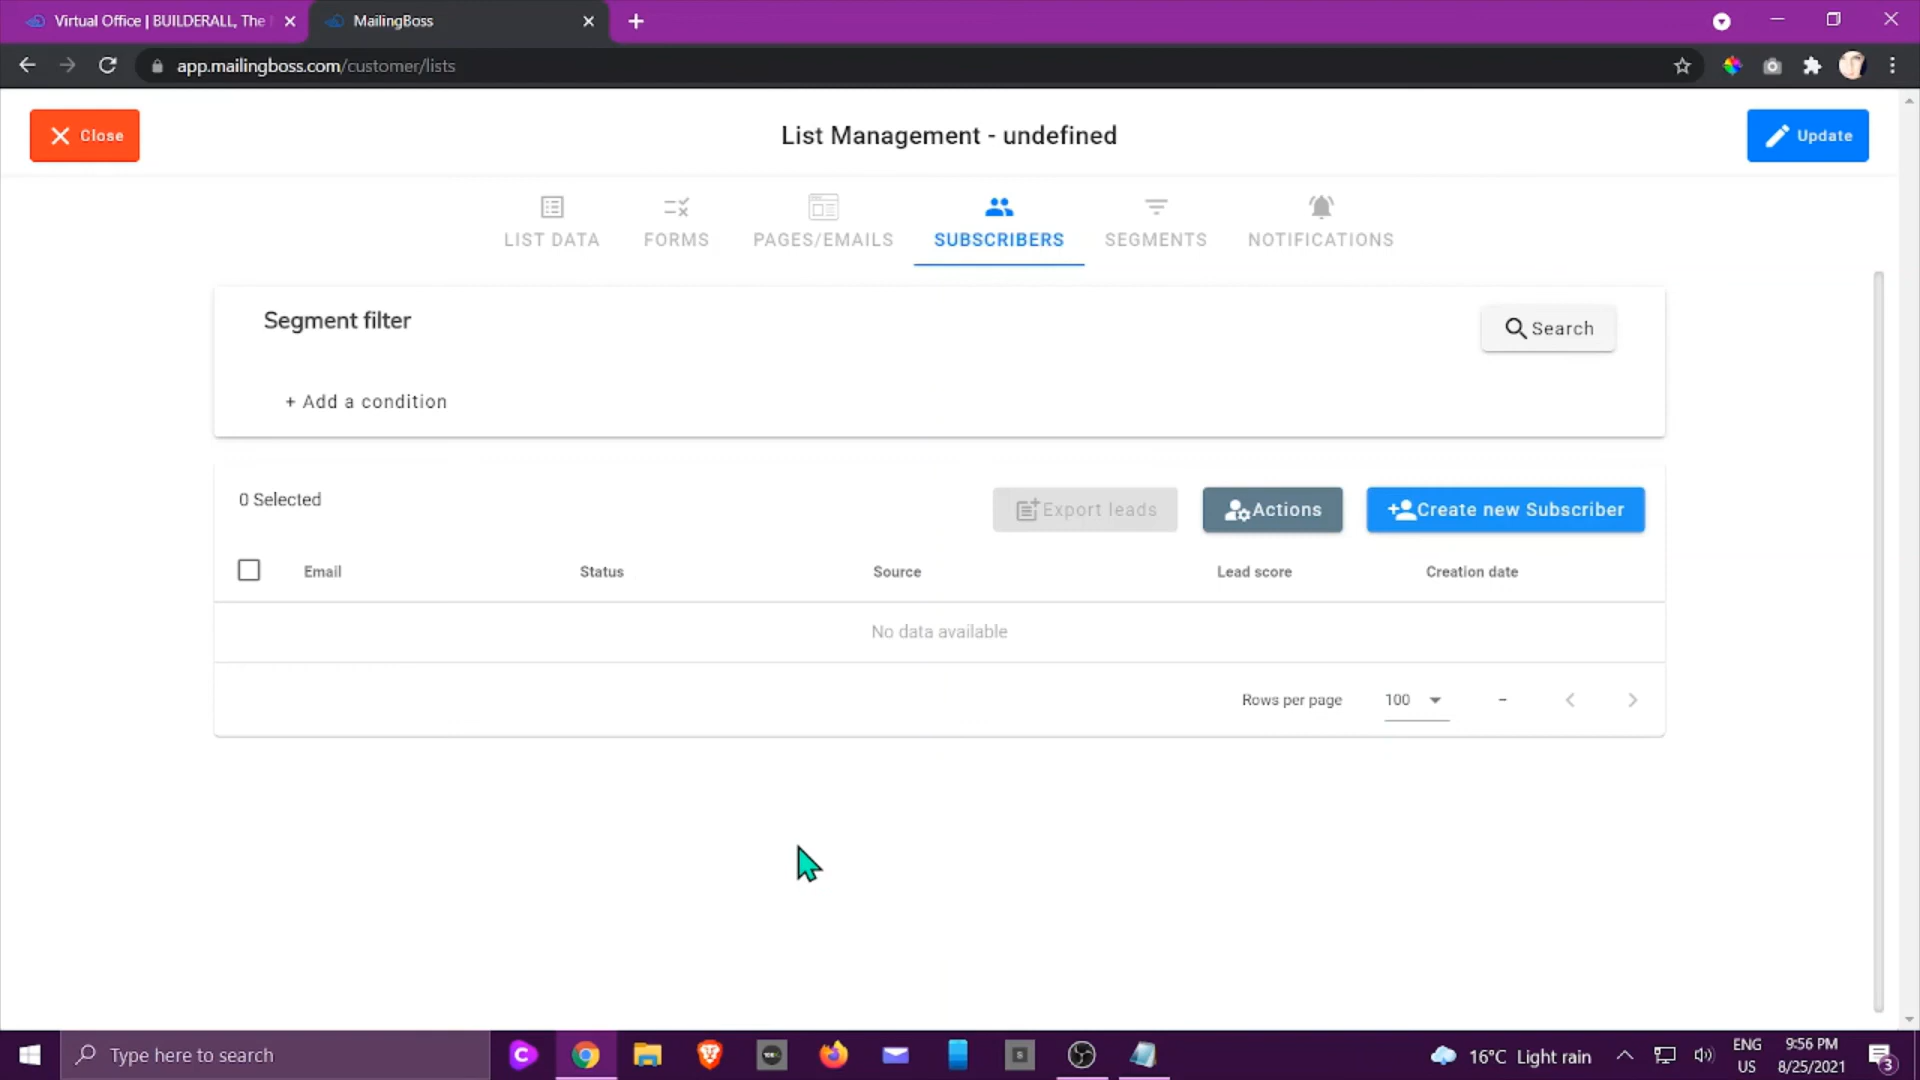 Virtual Office | BUILDERALL, The
MailingBoss
app.mailingboss.com/customer/lists
Close
List Management - undefined
Update
LIST DATA
FORMS
PAGES/EMAILS
SUBSCRIBERS
SEGMENTS
NOTIFICATIONS
Segment filter
Search
+ Add a condition
0 Selected
Export leads
Actions
Create new Subscriber
Email
Status
Source
Lead score
Creation date
No data available
Rows per page
100
–
Type here to search
16°C Light rain
ENG
US
9:56 PM
8/25/2021
3